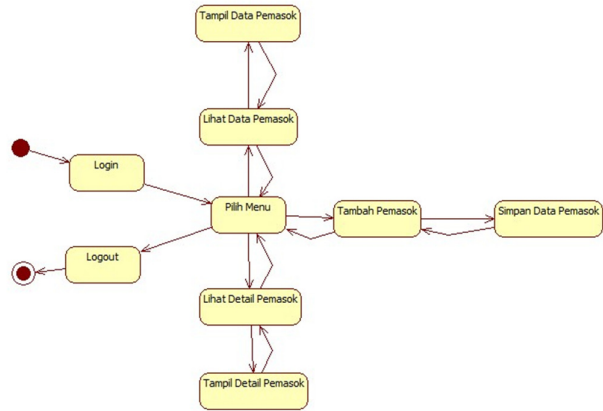 Tampil Data Pemasok
Lihat Data Pemasok
Login
Pilih Menu
Tambah Pemasok
Simpan Data Pemasok
Logout
Lihat Detail Pemasok
Tampil Detail Pemasok